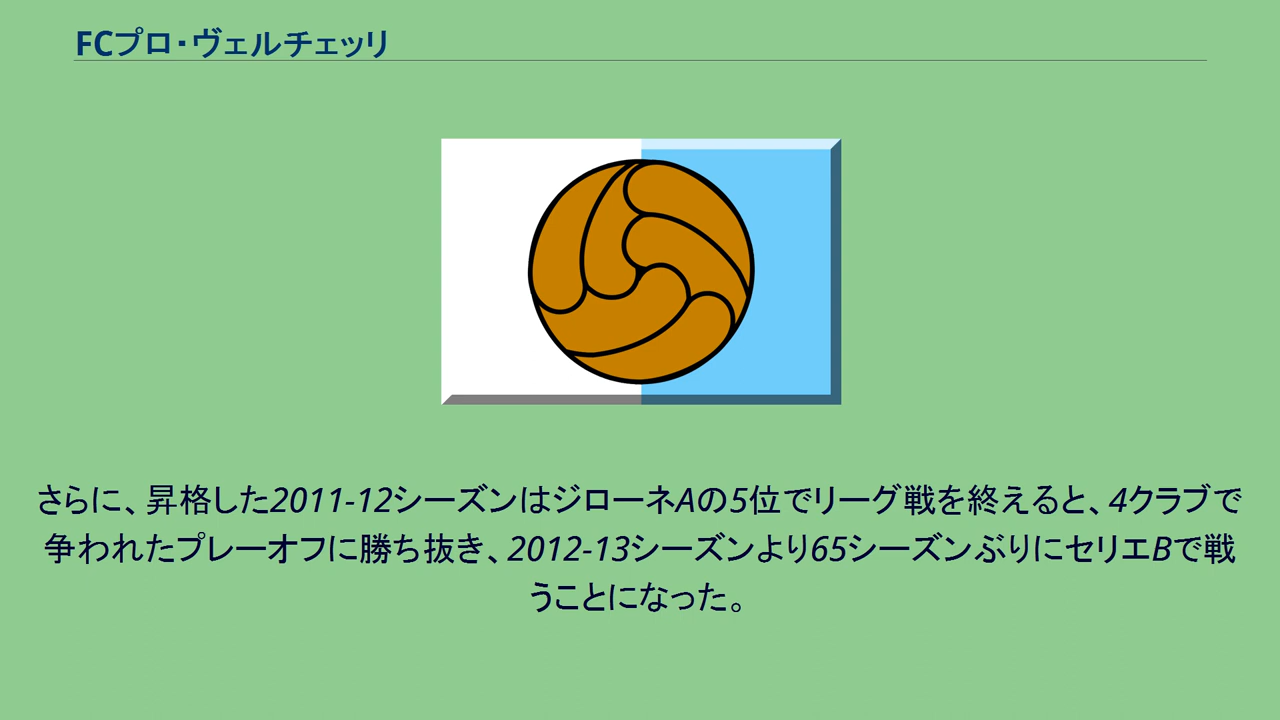 FCプロ・ヴェルチェッリ
さらに、昇格した2011-12シーズンはジローネAの5位でリーグ戦を終えると、4クラブで
争われたプレーオフに勝ち抜き、2012-13シーズンより65シーズンぶりにセリエBで戦
うことになった。